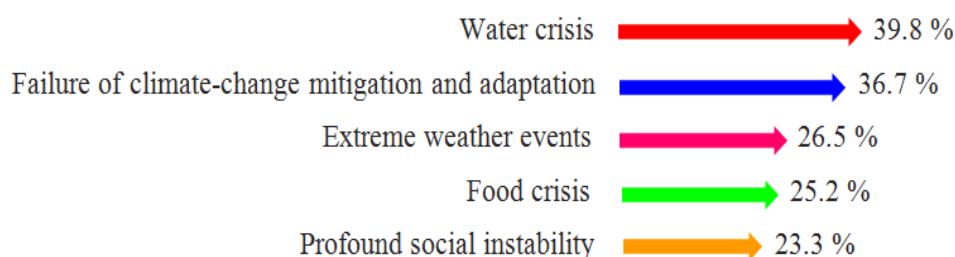 Water crisis 39.8 %
Failure of climate-change mitigation and adaptation 36.7 %
Extreme weather events 26.5 %
Food crisis 25.2 %
Profound social instability 23.3 %